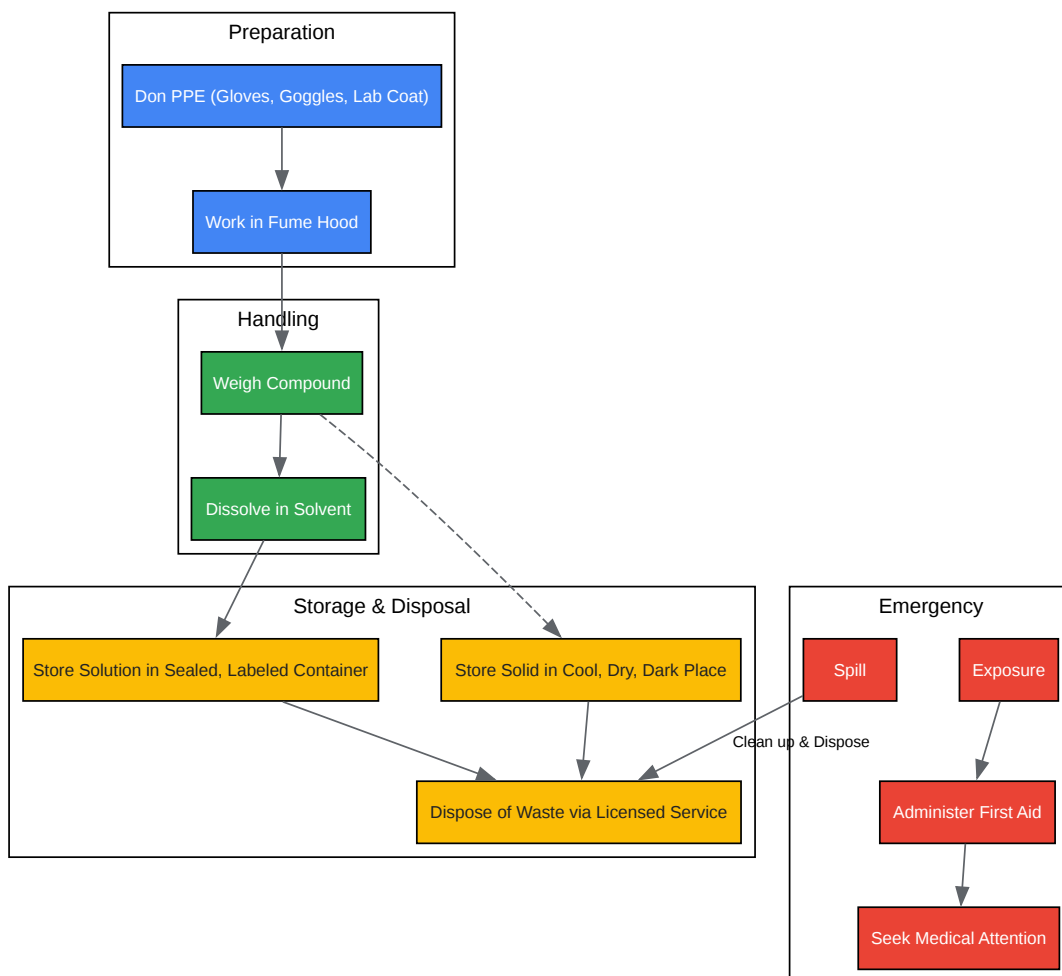 Preparation
Don PPE (Gloves, Goggles, Lab Coat)
Work in Fume Hood
Handling
Weigh Compound
Dissolve in Solvent
Storage & Disposal
Store Solution in Sealed, Labeled Container
Store Solid in Cool, Dry, Dark Place
Dispose of Waste via Licensed Service
Emergency
Spill
Exposure
Clean up & Dispose
Administer First Aid
Seek Medical Attention